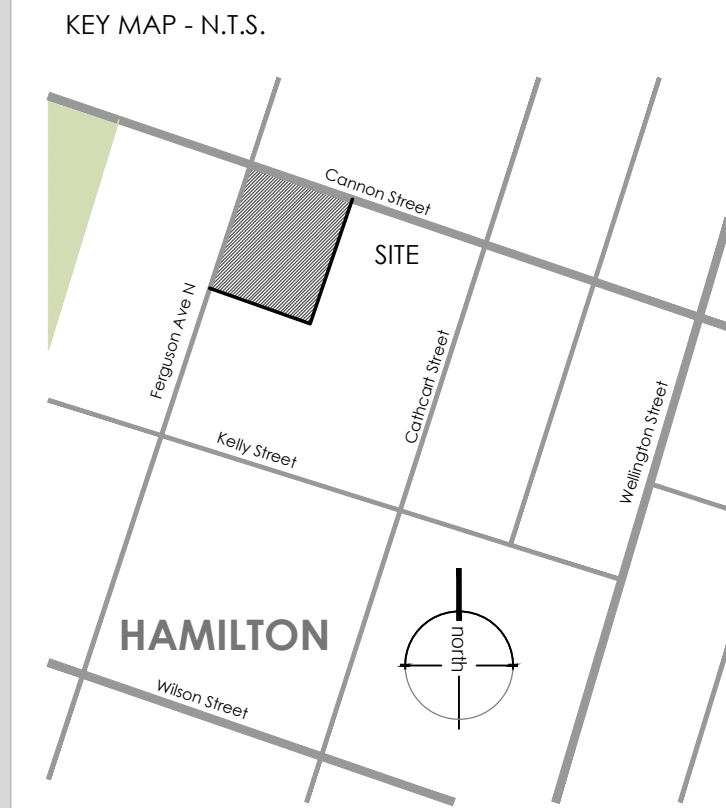 KEY MAP - N.T.S.
Cannon Street
SITE
Ferguson Ave N
Cathcart Street
Wellington Street
Kelly Street
HAMILTON
north
Wilson Street